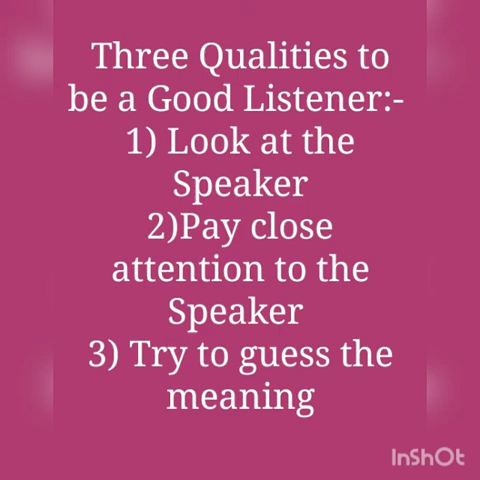 Three Qualities to
be a Good Listener:-
1) Look at the
Speaker
2)Pay close
attention to the
Speaker
3) Try to guess the
meaning
InShOt